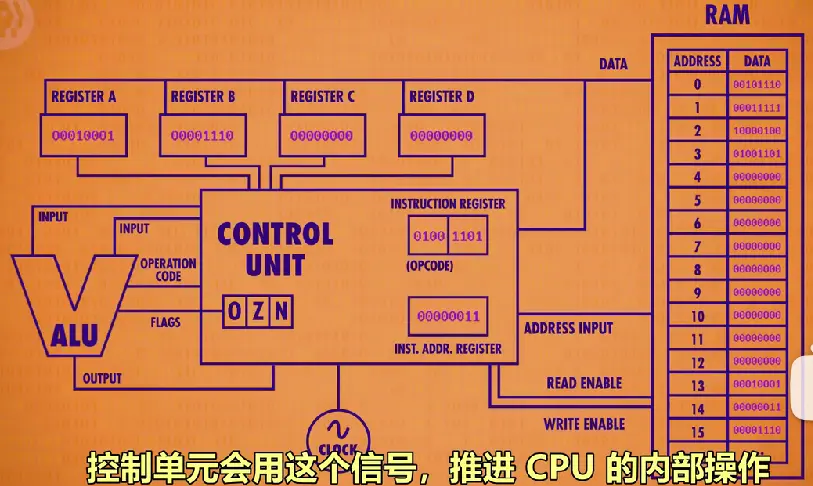 RAM
DATA
ADDRESS DATA
0 00101110
1 00011111
2 10000100
3 01001101
4 00000000
5 00000000
6 00000000
7 00000000
8 00000000
9 00000000
10 00000000
11 00000000
12 00000000
13 00010001
14 00000011
15 00001110
REGISTER A REGISTER B REGISTER C REGISTER D
00010001 00001110 00000000 00000000
INPUT
INPUT
OPERATION
CODE
FLAGS
ALU
OUTPUT
CONTROL
UNIT
O Z N
INSTRUCTION REGISTER
0100 1101
(OPCODE)
00000011
INST. ADDR. REGISTER
ADDRESS INPUT
READ ENABLE
WRITE ENABLE
CLOCK
控制单元会用这个信号，推进 CPU 的内部操作